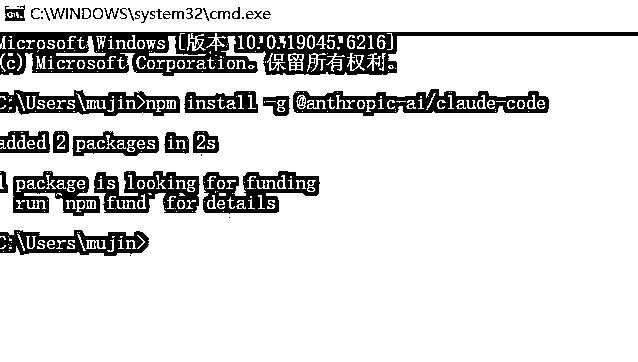 C:\WINDOWS\system32\cmd.exe
Microsoft Windows [版本 10.0.19045.6216]
(c) Microsoft Corporation。保留所有权利。
C:\Users\mujin>npm install -g @anthropic-ai/claude-code
added 2 packages in 2s
1 package is looking for funding
run `npm fund` for details
C:\Users\mujin>